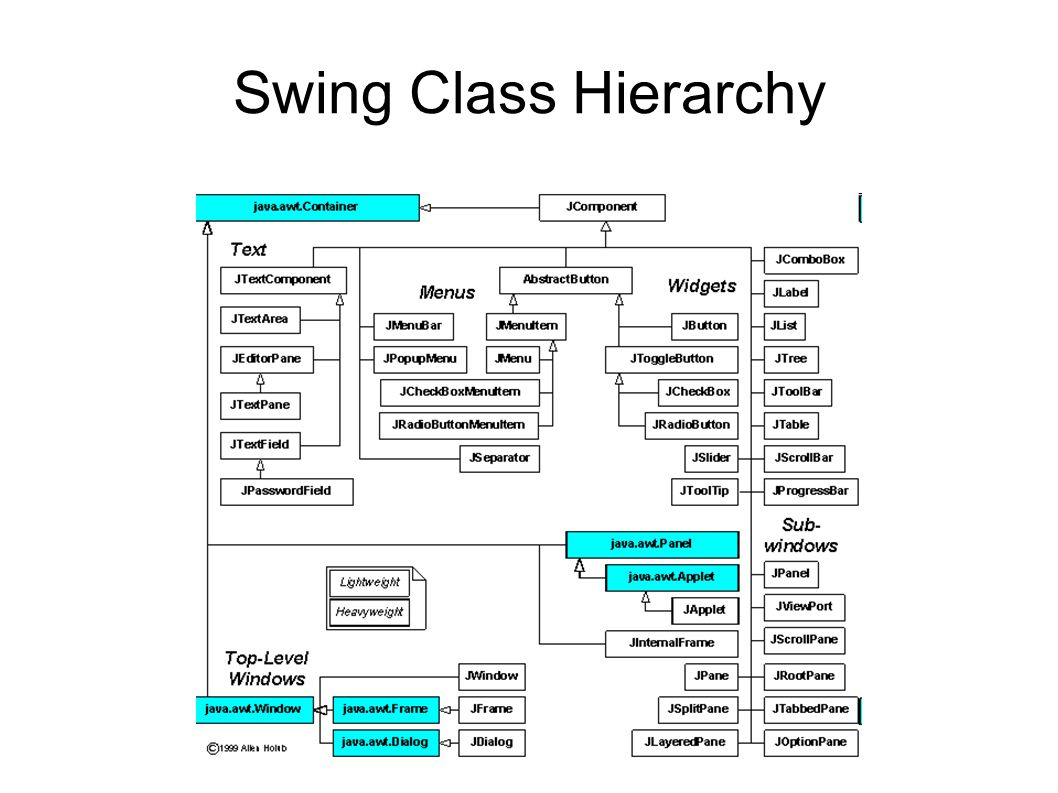 Swing Class Hierarchy
java.awt.Container
JComponent
Text
JTextComponent
JTextArea
JEditorPane
JTextPane
JTextField
JPasswordField
Menus
JMenuBar
JPopupMenu
AbstractButton
JMenuItem
JMenu
JCheckBoxMenuItem
JRadioButtonMenuItem
JSeparator
Widgets
JButton
JToggleButton
JCheckBox
JRadioButton
JSlider
JToolTip
JComboBox
JLabel
JList
JTree
JToolBar
JTable
JScrollBar
JProgressBar
java.awt.Panel
java.awt.Applet
JApplet
JInternalFrame
Sub-
windows
JPanel
JViewPort
JScrollPane
JPane
JRootPane
JSplitPane
JTabbedPane
JLayeredPane
JOptionPane
Lightweight
Heavyweight
Top-Level
Windows
JWindow
java.awt.Window
java.awt.Frame
JFrame
java.awt.Dialog
JDialog
©1999 Allen Holub